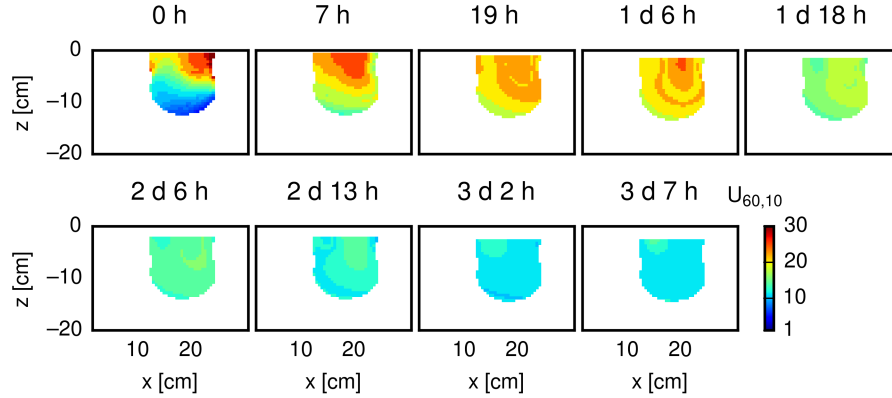 0 h 7 h 19 h 1 d 6 h 1 d 18 h
0
−10
−20
z [cm]
2 d 6 h 2 d 13 h 3 d 2 h 3 d 7 h U60,10
0
−10
−20
z [cm]
30
20
10
1
10 20 10 20 10 20 10 20
x [cm] x [cm] x [cm] x [cm]